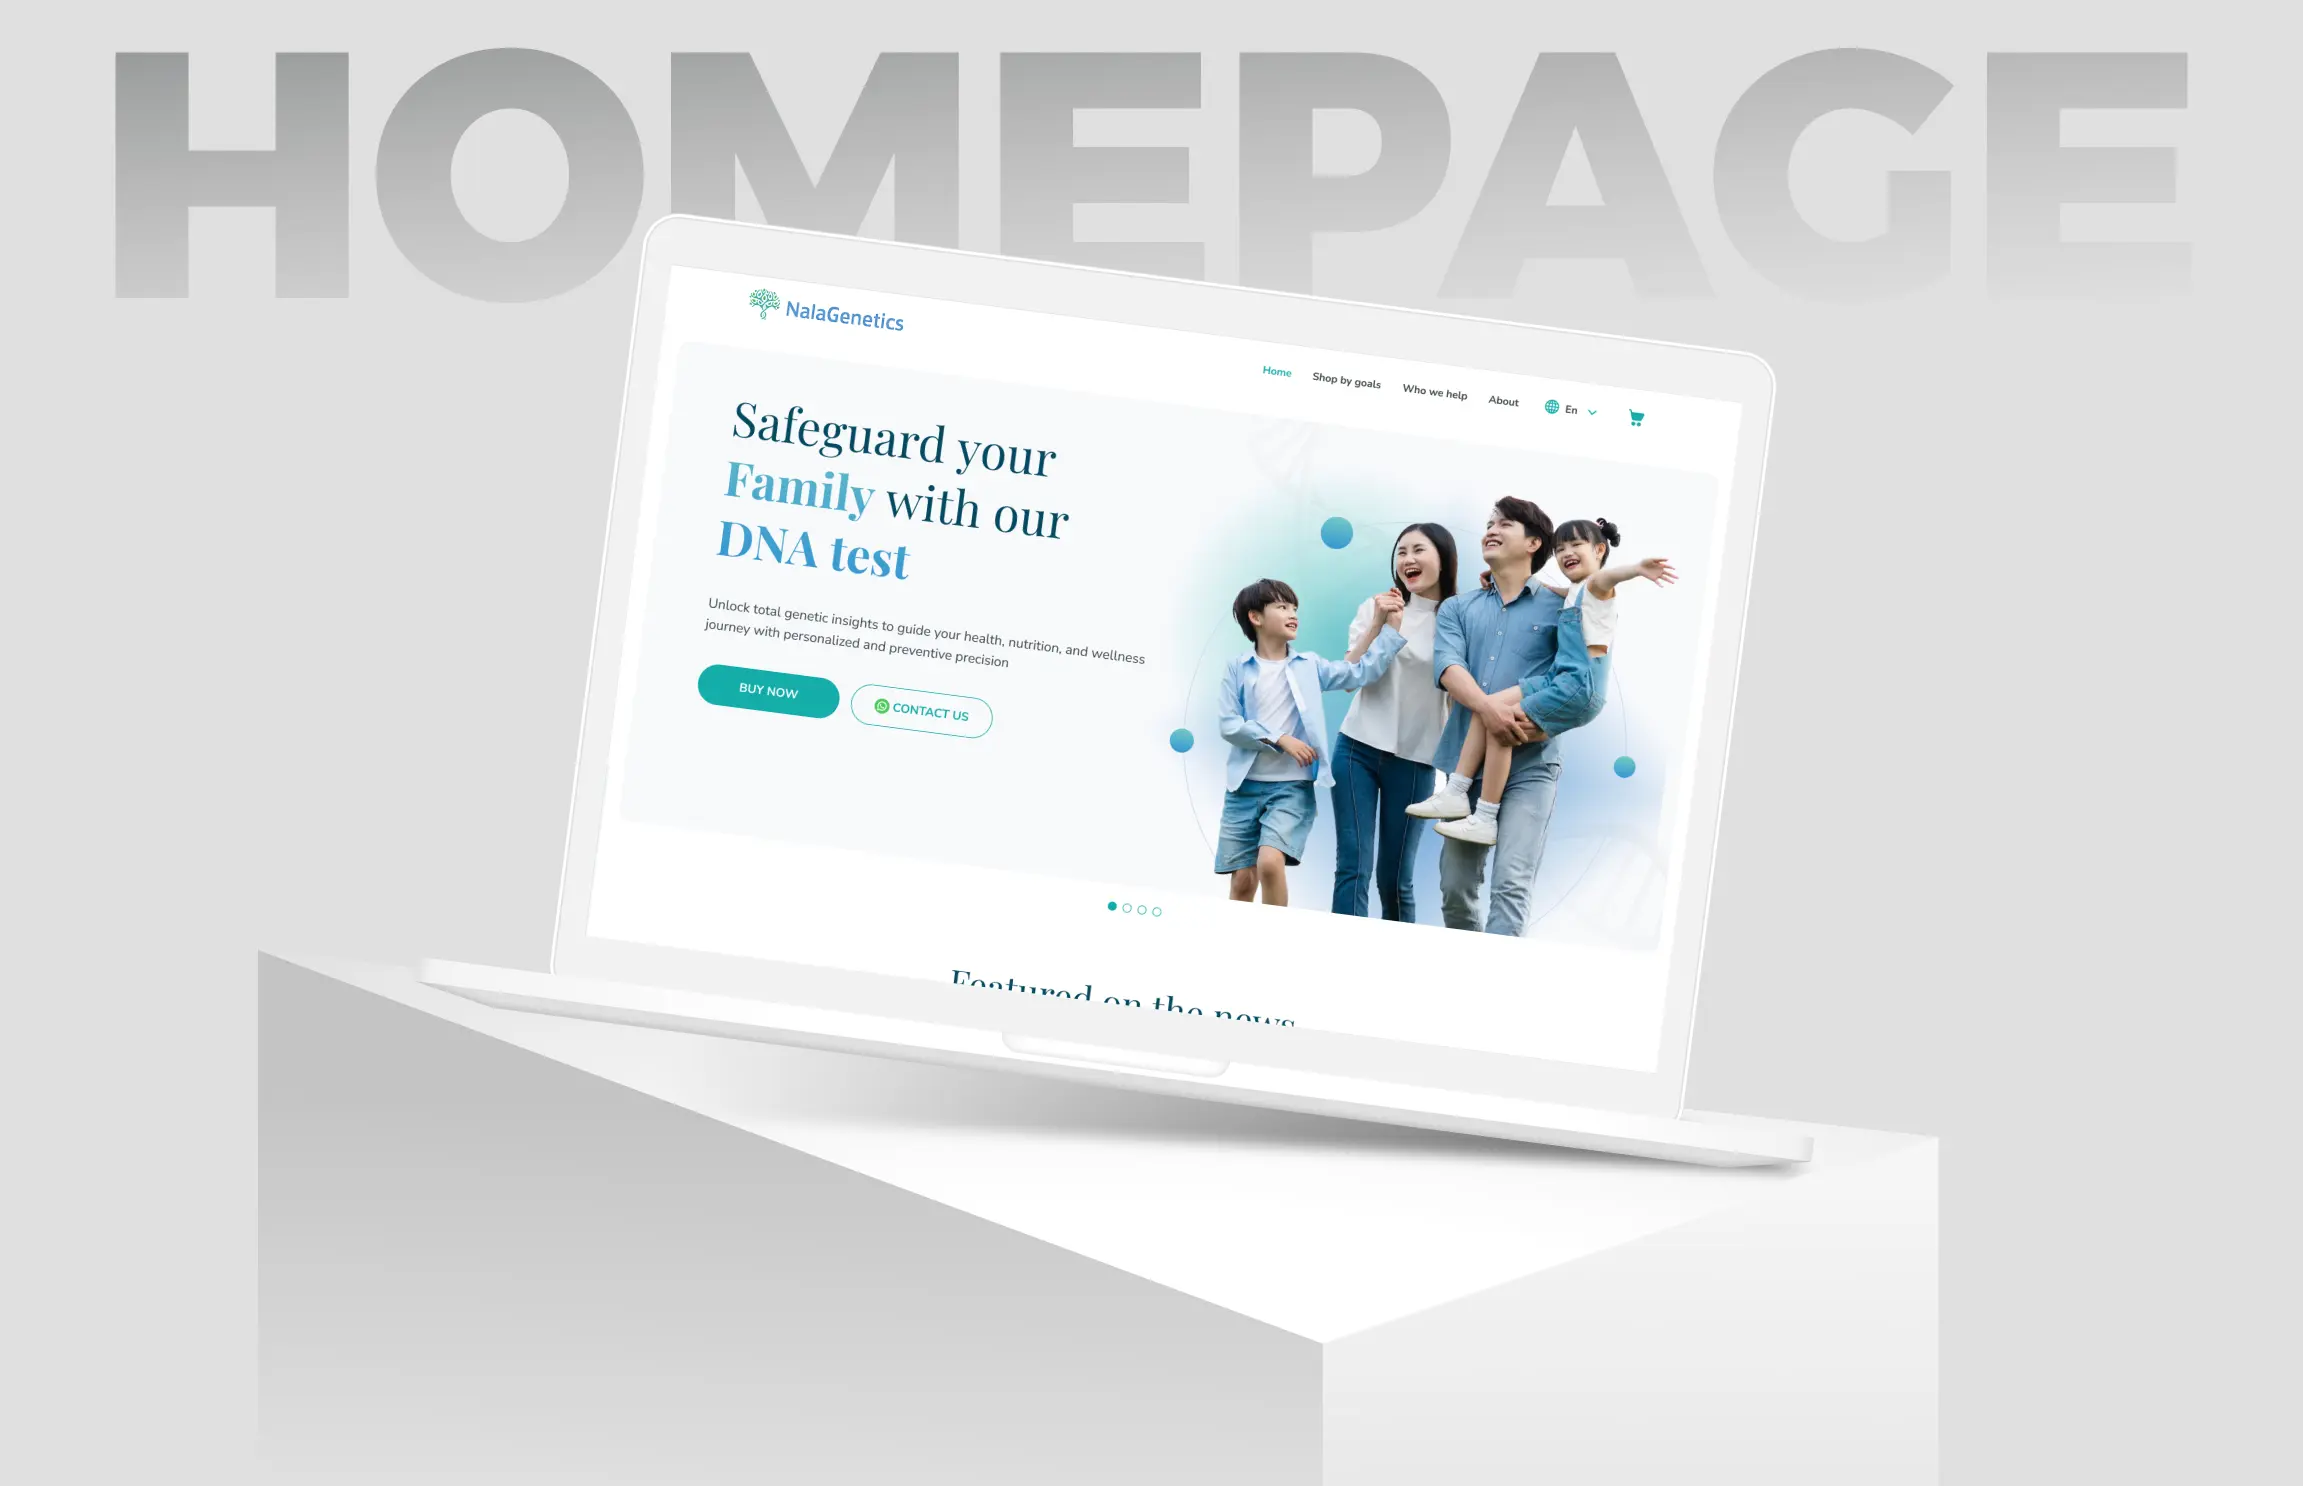 HOMEPAGE
NalaGenetics
Home Shop by goals Who we help About En
Safeguard your
Family with our
DNA test
Unlock total genetic insights to guide your health, nutrition, and wellness
journey with personalized and preventive precision
BUY NOW CONTACT US
Featured on the news